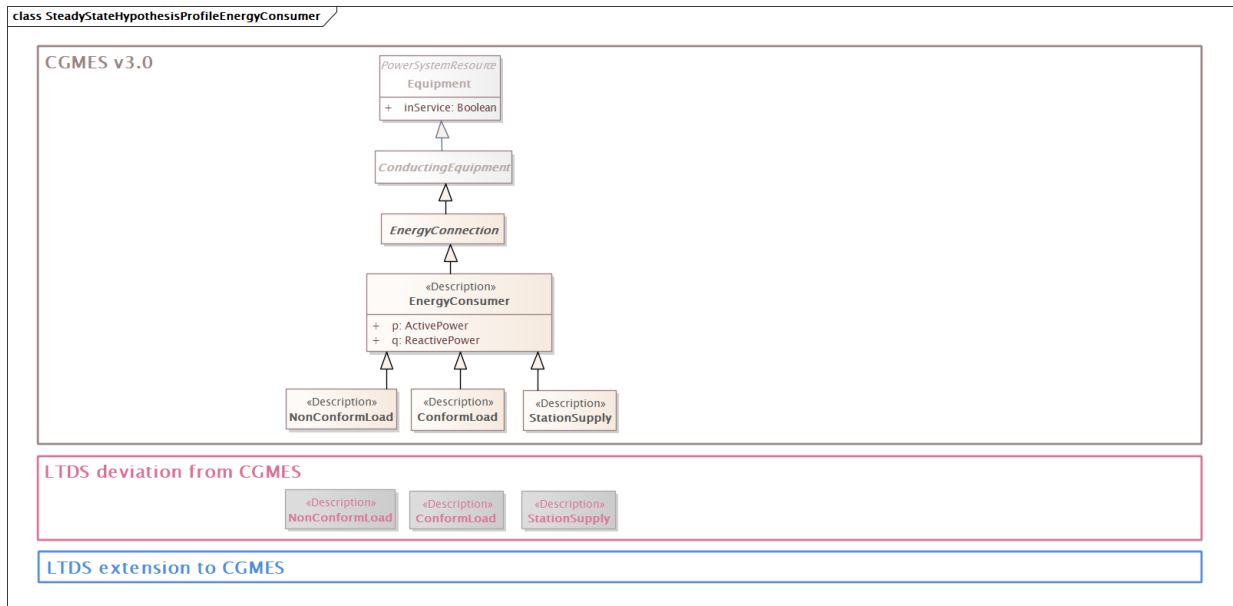 class SteadyStateHypothesisProfileEnergyConsumer
CGMES v3.0
PowerSystemResource
Equipment
+ inService: Boolean
ConductingEquipment
EnergyConnection
«Description»
EnergyConsumer
+ p: ActivePower
+ q: ReactivePower
«Description»
NonConformLoad
«Description»
ConformLoad
«Description»
StationSupply
LTDS deviation from CGMES
«Description»
NonConformLoad
«Description»
ConformLoad
«Description»
StationSupply
LTDS extension to CGMES